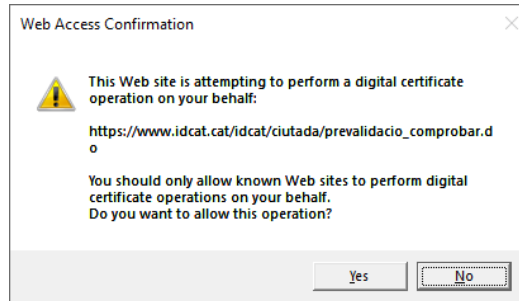 Web Access Confirmation
This Web site is attempting to perform a digital certificate
operation on your behalf:
https://www.idcat.cat/idcat/ciutada/prevalidacio_comprobar.d
o
You should only allow known Web sites to perform digital
certificate operations on your behalf.
Do you want to allow this operation?
Yes No